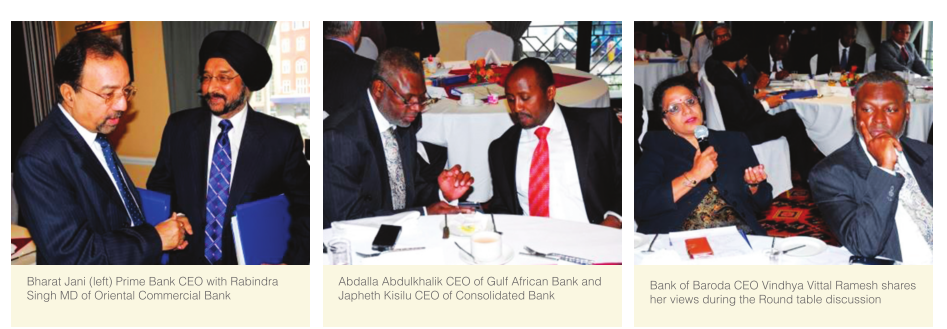 Bharat Jani (left) Prime Bank CEO with Rabindra
Singh MD of Oriental Commercial Bank
Abdalla Abdulkhalik CEO of Gulf African Bank and
Japheth Kisilu CEO of Consolidated Bank
Bank of Baroda CEO Vindhya Vittal Ramesh shares
her views during the Round table discussion